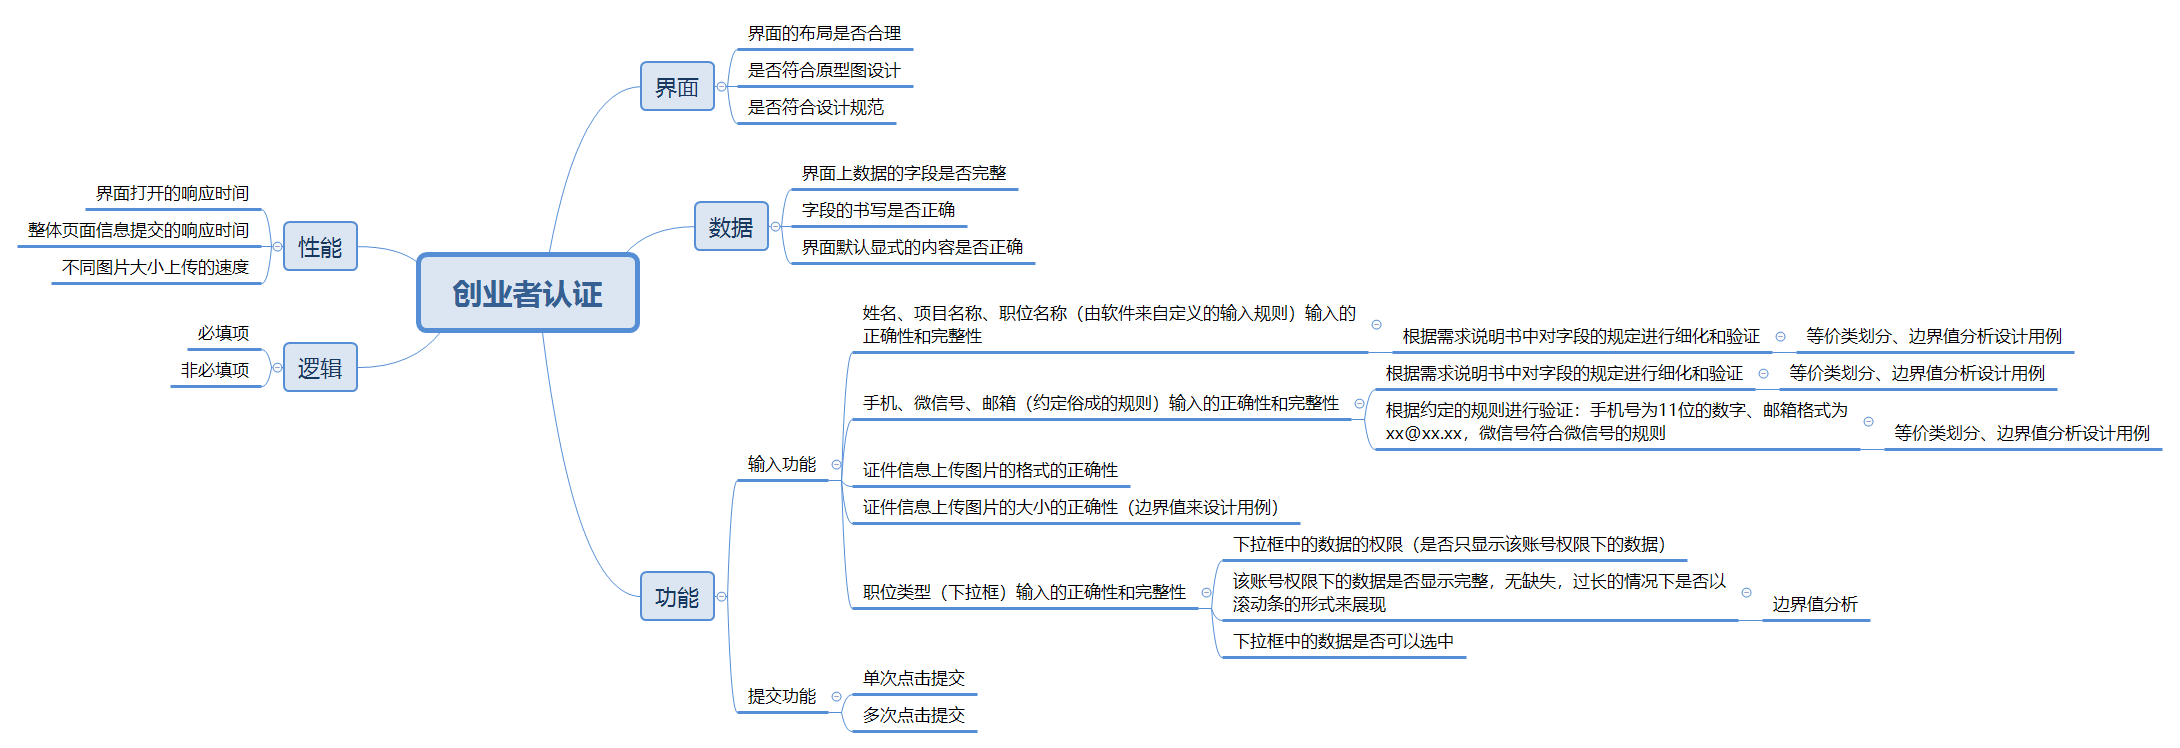 创业者认证
界面
界面的布局是否合理
是否符合原型图设计
是否符合设计规范
数据
界面上数据的字段是否完整
字段的书写是否正确
界面默认显式的内容是否正确
功能
输入功能
姓名、项目名称、职位名称（由软件来自定义的输入规则）输入的
正确性和完整性
根据需求说明书中对字段的规定进行细化和验证
等价类划分、边界值分析设计用例
手机、微信号、邮箱（约定俗成的规则）输入的正确性和完整性
根据需求说明书中对字段的规定进行细化和验证
等价类划分、边界值分析设计用例
根据约定的规则进行验证：手机号为11位的数字、邮箱格式为
xx@xx.xx，微信号符合微信号的规则
等价类划分、边界值分析设计用例
证件信息上传图片的格式的正确性
证件信息上传图片的大小的正确性（边界值来设计用例）
职位类型（下拉框）输入的正确性和完整性
下拉框中的数据的权限（是否只显示该账号权限下的数据）
该账号权限下的数据是否显示完整，无缺失，过长的情况下是否以
滚动条的形式来展现
边界值分析
下拉框中的数据是否可以选中
提交功能
单次点击提交
多次点击提交
性能
界面打开的响应时间
整体页面信息提交的响应时间
不同图片大小上传的速度
逻辑
必填项
非必填项